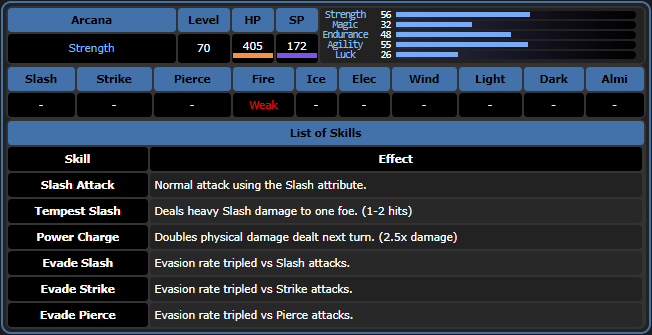 Arcana Level HP SP
Strength 70 405 172
Strength 56
Magic 32
Endurance 48
Agility 55
Luck 26
Slash Strike Pierce Fire Ice Elec Wind Light Dark Almi
- - - Weak - - - - - -
List of Skills
Skill Effect
Slash Attack Normal attack using the Slash attribute.
Tempest Slash Deals heavy Slash damage to one foe. (1-2 hits)
Power Charge Doubles physical damage dealt next turn. (2.5x damage)
Evade Slash Evasion rate tripled vs Slash attacks.
Evade Strike Evasion rate tripled vs Strike attacks.
Evade Pierce Evasion rate tripled vs Pierce attacks.